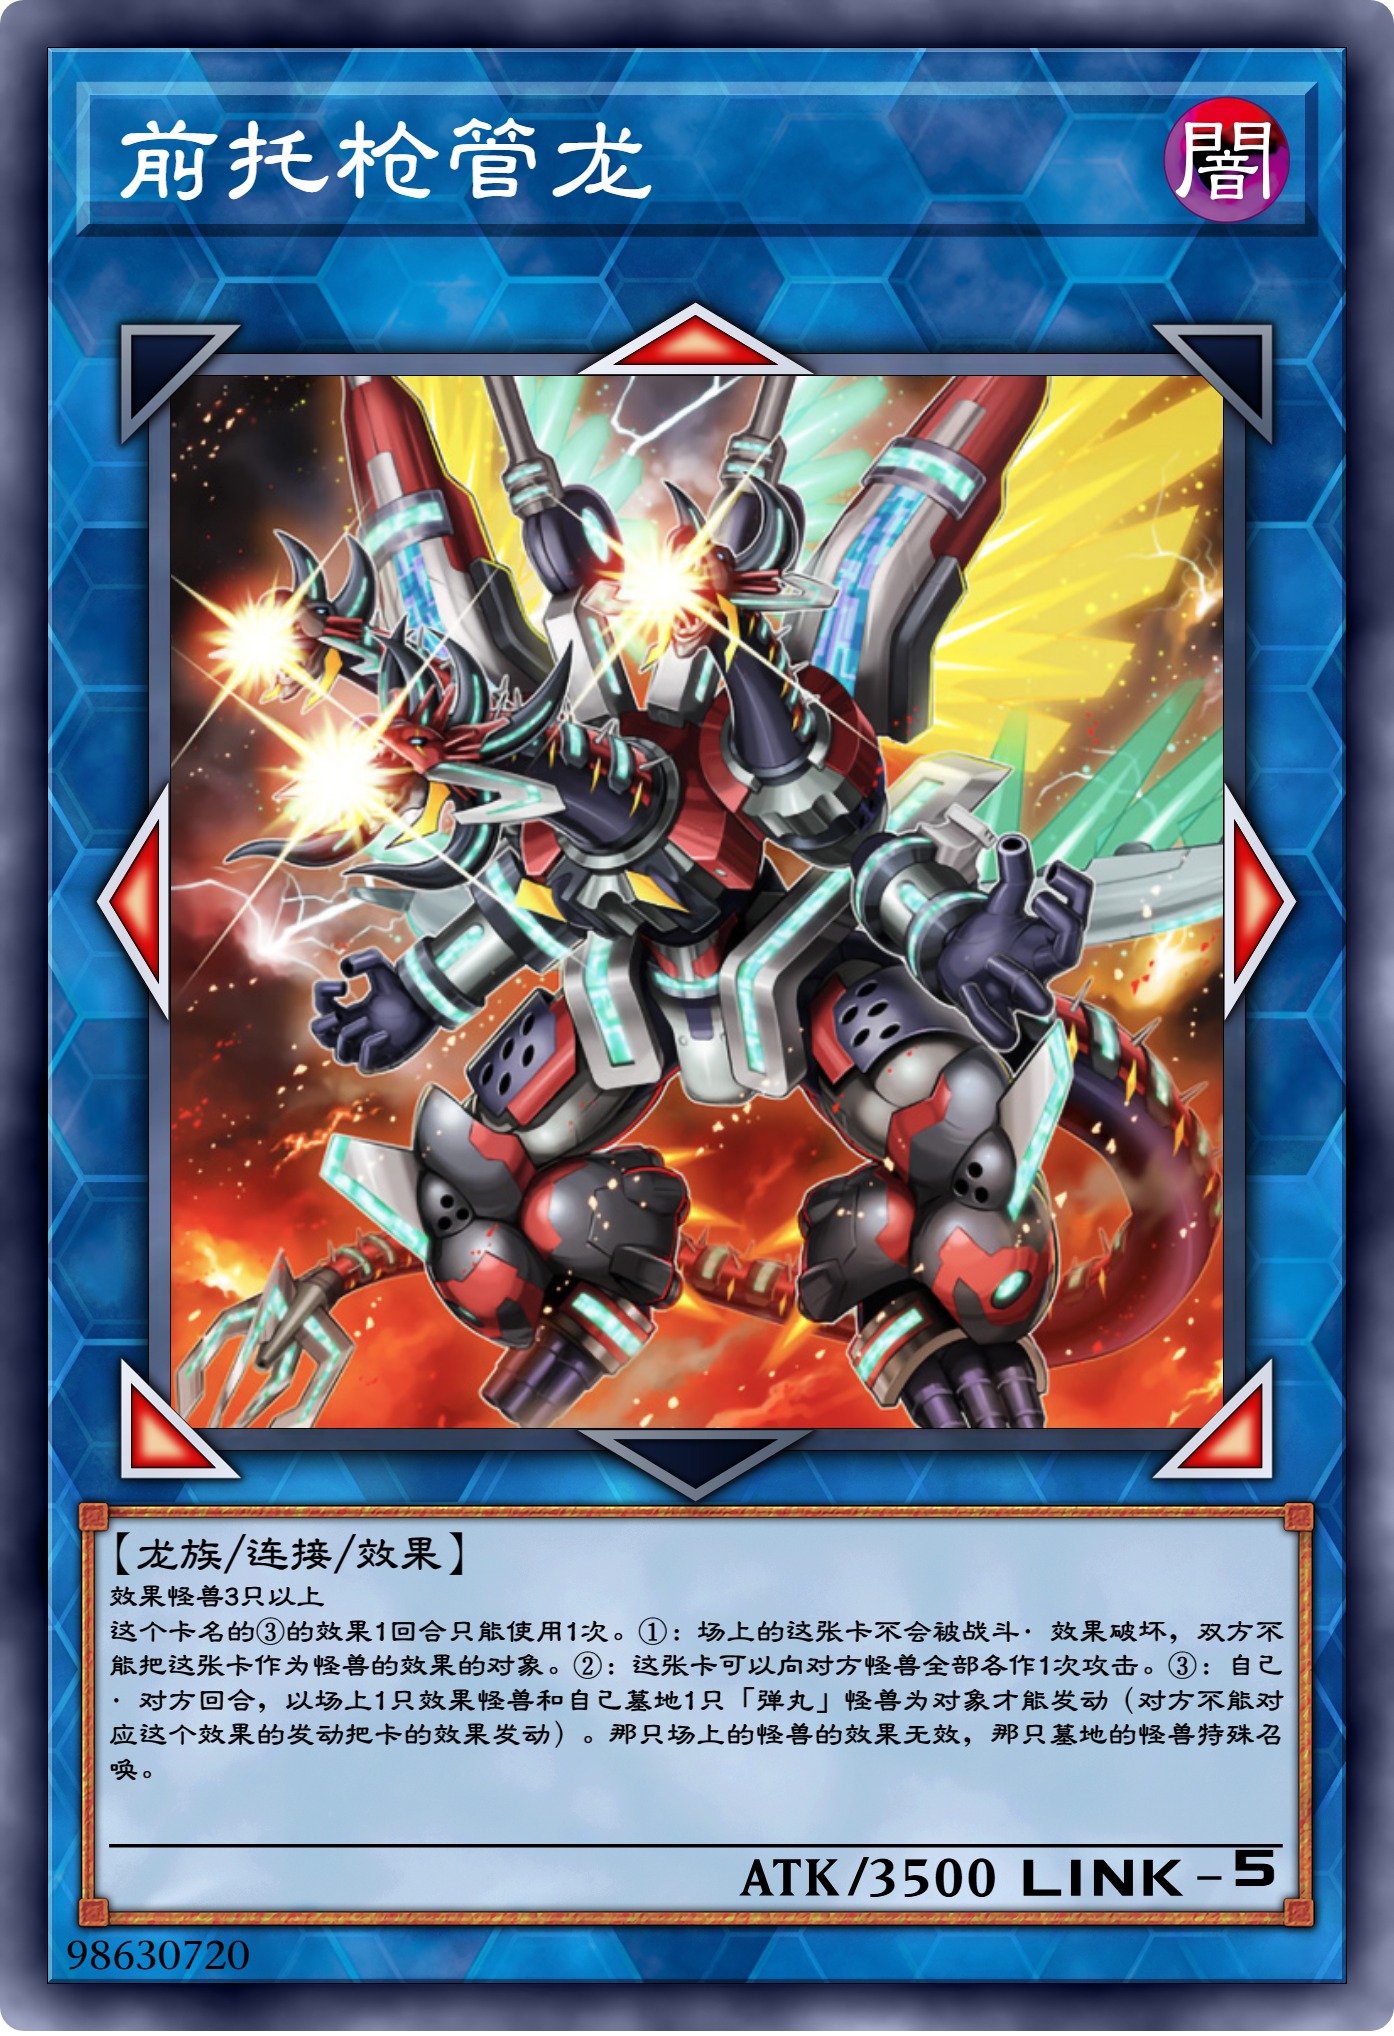 前托枪管龙
闇
【龙族/连接/效果】
效果怪兽3只以上
这个卡名的③的效果1回合只能使用1次。①：场上的这张卡不会被战斗·效果破坏，双方不
能把这张卡作为怪兽的效果的对象。②：这张卡可以向对方怪兽全部各作1次攻击。③：自己
·对方回合，以场上1只效果怪兽和自己墓地1只「弹丸」怪兽为对象才能发动（对方不能对
应这个效果的发动把卡的效果发动）。那只场上的怪兽的效果无效，那只墓地的怪兽特殊召
唤。
ATK/3500 LINK-5
98630720